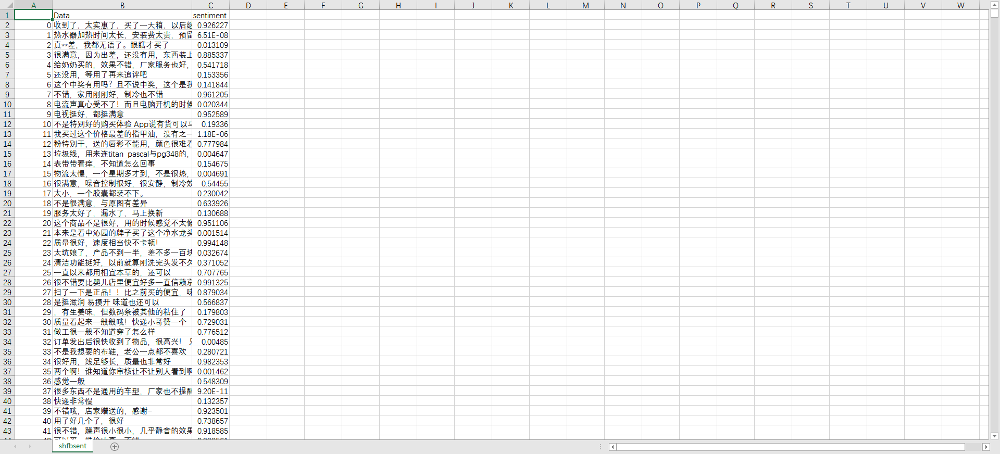 A B C D E F G H I J K L M N O P Q R S T U V W
1 Data sentiment
2 0 收到了，太实惠了，买了一大箱，以后继 0.926227
3 1 热水器加热时间太长，安装费太贵，预留 6.51E-08
4 2 真**差，我都无语了。眼瞎才买了 0.013109
5 3 很满意，因为出差，还没有用，东西装上 0.885337
6 4 给奶奶买的，效果不错，厂家服务也好， 0.541718
7 5 还没用，等用了再来追评吧 0.153356
8 6 这个中奖有用吗？且不说中奖，这个是我 0.141844
9 7 不错，家用刚刚好，制冷也不错 0.961205
10 8 电流声真心受不了！而且电脑开机的时候 0.020344
11 9 电视挺好，都挺满意 0.952589
12 10 不是特别好的购买体验 App说有货可以马 0.19336
13 11 我买过这个价格最差的指甲油，没有之一 1.18E-06
14 12 粉特别干，送的唇彩不能用，颜色很难看 0.777984
15 13 垃圾线，用来连titan pascal与pg348的， 0.004647
16 14 表带带着痒，不知道怎么回事 0.154675
17 15 物流太慢，一个星期多才到，不是很热， 0.004691
18 16 很满意，噪音控制很好，很安静，制冷效 0.54455
19 17 太小，一个胶囊都装不下。 0.230042
20 18 不是很满意，与原图有差异 0.633926
21 19 服务太好了，漏水了，马上换新 0.130688
22 20 这个商品不是很好，用的时候感觉不太像 0.951106
23 21 本来是看中沁园的牌子买了这个净水龙头 0.001514
24 22 质量很好，速度相当快不卡顿！ 0.994148
25 23 太坑娘了，产品不到一半，差不多一百块 0.032674
26 24 清洁功能挺好，以前就算刚洗完头发不久 0.371052
27 25 一直以来都用相宜本草的，还可以 0.707765
28 26 很不错要比婴儿店里便宜好多一直信赖京 0.991325
29 27 扫了一下是正品！！比之前买的便宜，味 0.879034
30 28 是挺滋润 易摸开 味道也还可以 0.566837
31 29 ，有生姜味，但数码条被其他的粘住了 0.179803
32 30 质量看起来一般般哦！快递小哥赞一个 0.729031
33 31 做工很一般不知道穿了怎么样 0.776512
34 32 订单发出后很快收到了物品，很高兴！ 0.00485
35 33 不是我想要的布鞋，老公一点都不喜欢 0.280721
36 34 很好用，线足够长，质量也非常好 0.982353
37 35 两个啊！谁知道你审核让不让别人看到啊 0.001462
38 36 感觉一般 0.548309
39 37 很多东西不是通用的车型，厂家也不提醒 9.20E-11
40 38 快递非常慢 0.132357
41 39 不错哦，店家赠送的，感谢~ 0.923501
42 40 用了好几个了，很好 0.738657
43 41 很不错，躁声很小很小，几乎静音的效果 0.918585
shfbsent